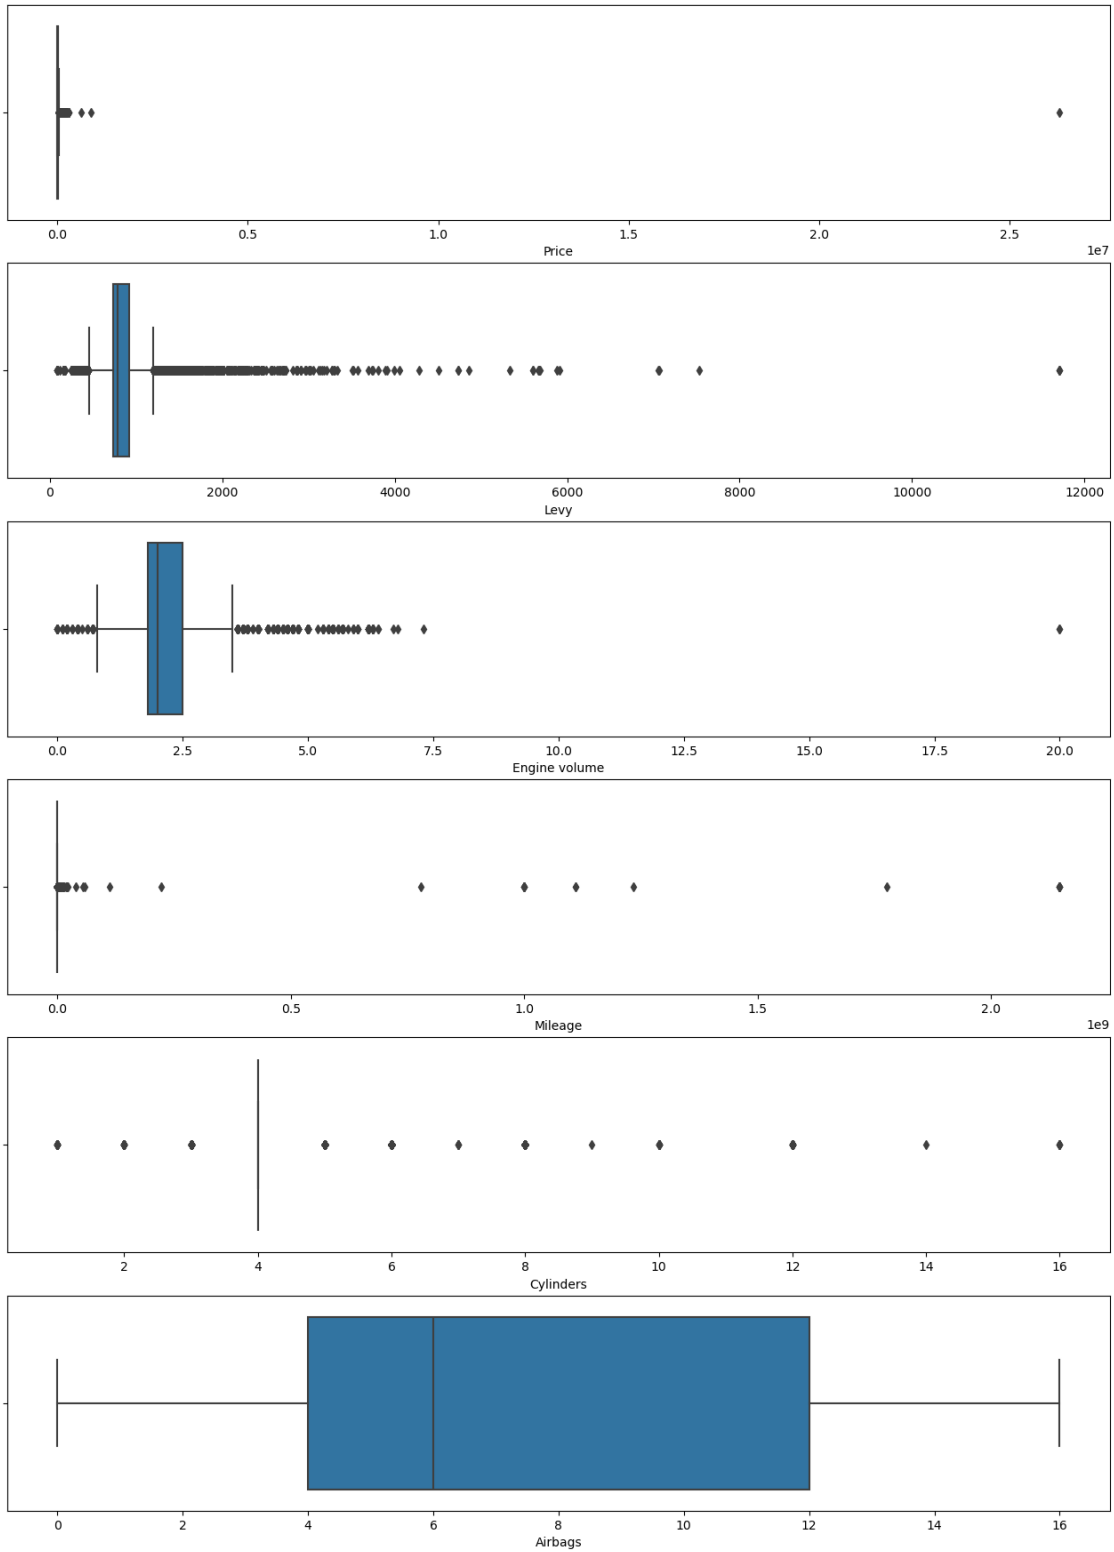 0.0 0.5 1.0 1.5 2.0 2.5
Price 1e7
0 2000 4000 6000 8000 10000 12000
Levy
0.0 2.5 5.0 7.5 10.0 12.5 15.0 17.5 20.0
Engine volume
0.0 0.5 1.0 1.5 2.0
Mileage 1e9
2 4 6 8 10 12 14 16
Cylinders
0 2 4 6 8 10 12 14 16
Airbags